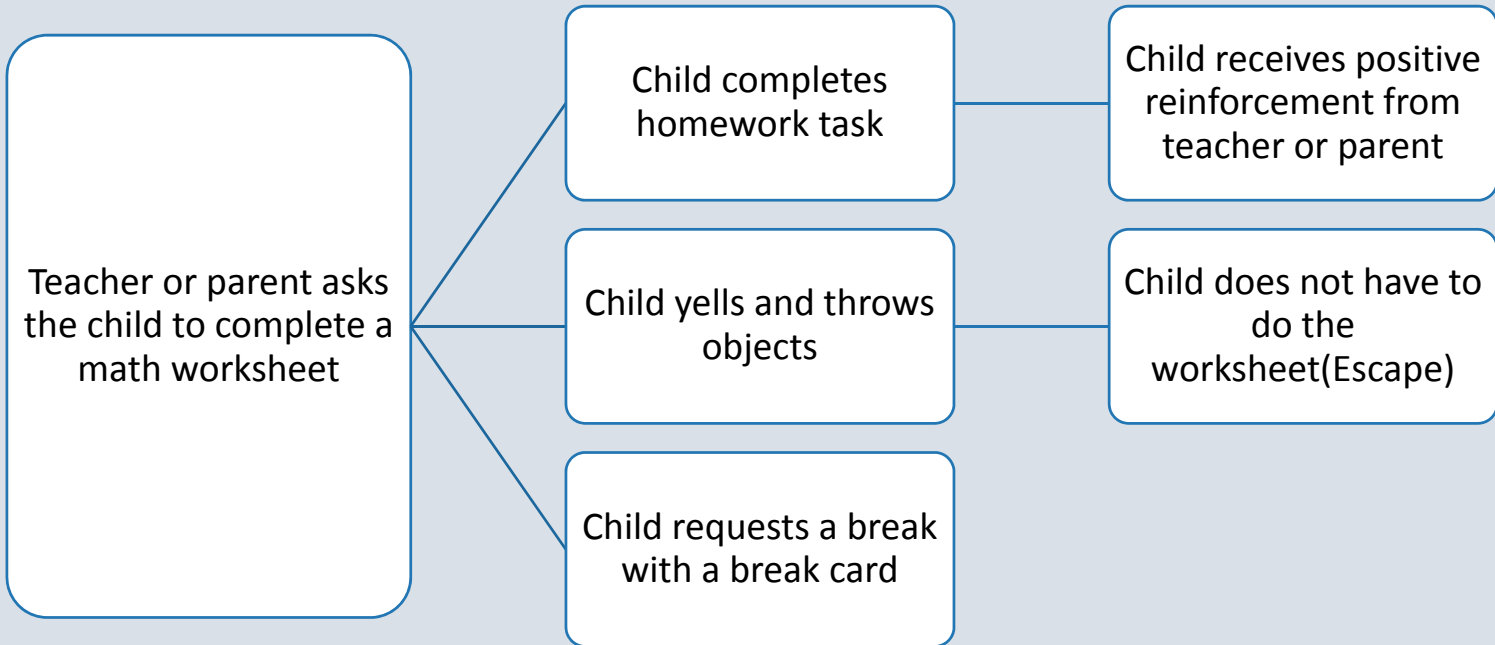 Teacher or parent asks
the child to complete a
math worksheet
Child completes
homework task
Child receives positive
reinforcement from
teacher or parent
Child yells and throws
objects
Child does not have to
do the
worksheet(Escape)
Child requests a break
with a break card